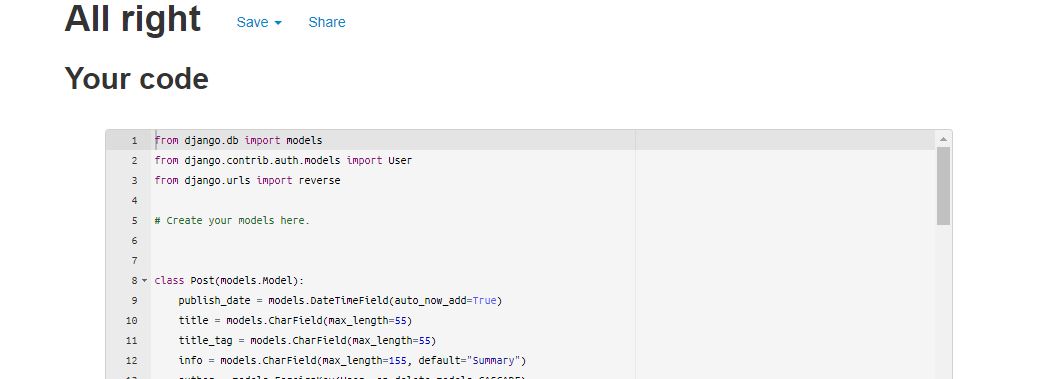 All right Save Share
Your code
1 from django.db import models
2 from django.contrib.auth.models import User
3 from django.urls import reverse
4
5 # Create your models here.
6
7
8 class Post(models.Model):
9 publish_date = models.DateTimeField(auto_now_add=True)
10 title = models.CharField(max_length=55)
11 title_tag = models.CharField(max_length=55)
12 info = models.CharField(max_length=155, default="Summary")